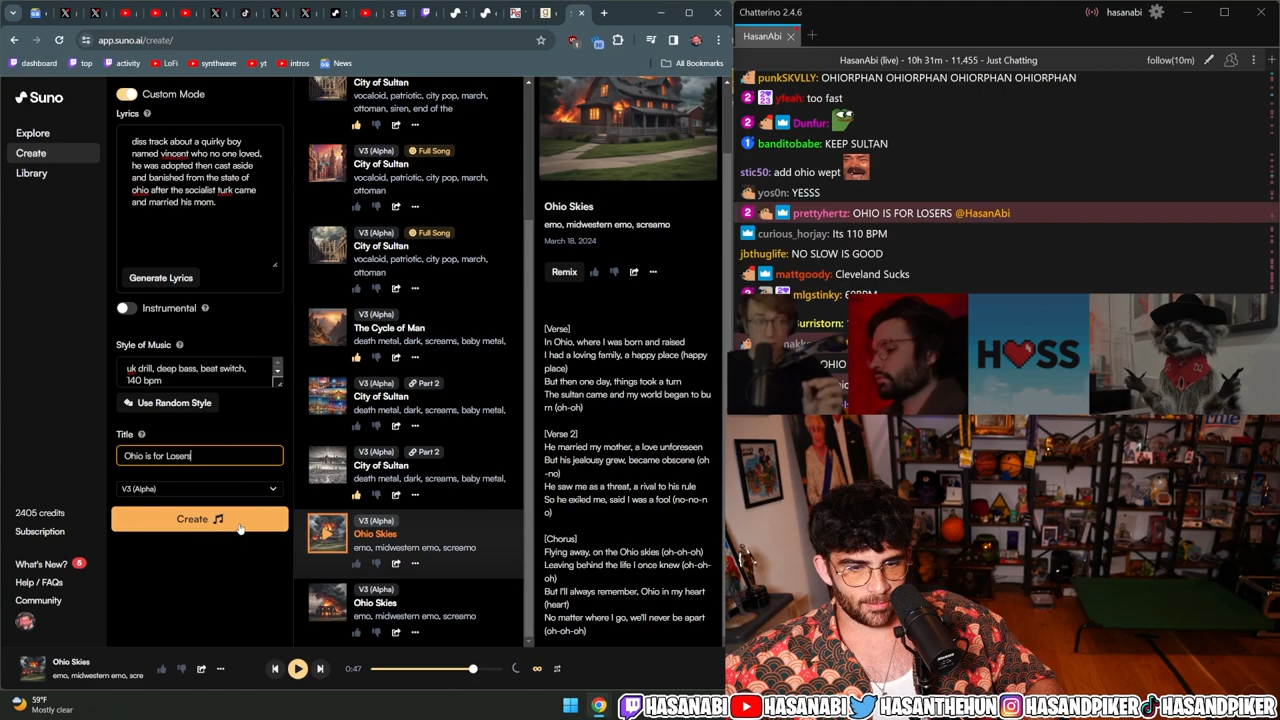 app.suno.ai/create/
dashboard
top
activity
LoFi
synthwave
yt
intros
News
All Bookmarks
Suno
Explore
Create
Library
2405 credits
Subscription
What's New? 5
Help / FAQs
Community
Custom Mode
Lyrics
diss track about a quirky boy
named vincent who no one loved,
he was adopted then cast aside
and banished from the state of
ohio after the socialist turk came
and married his mom.
Generate Lyrics
Instrumental
Style of Music
uk drill, deep bass, beat switch,
140 bpm
Use Random Style
Title
Ohio is for Losers
V3 (Alpha)
Create
City of Sultan
vocaloid, patriotic, city pop, march,
ottoman, siren, end of the
V3 (Alpha) Full Song
City of Sultan
vocaloid, patriotic, city pop, march,
ottoman
V3 (Alpha) Full Song
City of Sultan
vocaloid, patriotic, city pop, march,
ottoman
V3 (Alpha)
The Cycle of Man
death metal, dark, screams, baby metal,
V3 (Alpha) Part 2
City of Sultan
death metal, dark, screams, baby metal,
V3 (Alpha) Part 2
City of Sultan
death metal, dark, screams, baby metal,
V3 (Alpha)
Ohio Skies
emo, midwestern emo, screamo
V3 (Alpha)
Ohio Skies
emo, midwestern emo, screamo
Ohio Skies
emo, midwestern emo, screamo
March 18, 2024
Remix
[Verse]
In Ohio, where I was born and raised
I had a loving family, a happy place (happy
place)
But then one day, things took a turn
The sultan came and my world began to bu
rn (oh-oh)
[Verse 2]
He married my mother, a love unforeseen
But his jealousy grew, became obscene (oh
-no)
He saw me as a threat, a rival to his rule
So he exiled me, said I was a fool (no-no-n
o)
[Chorus]
Flying away, on the Ohio skies (oh-oh-oh)
Leaving behind the life I once knew (oh-oh-
oh)
But I'll always remember, Ohio in my heart
(heart)
No matter where I go, we'll never be apart
(oh-oh-oh)
Ohio Skies
emo, midwestern emo, scre
0:47
59°F
Mostly clear
Chatterino 2.4.6
hasanabi
HasanAbi
HasanAbi (live) - 10h 31m - 11,455 - Just Chatting
follow(10m)
punkSKVLLY: OHIORPHAN OHIORPHAN OHIORPHAN OHIORPHAN
yfeah: too fast
Dunfur:
banditobabe: KEEP SULTAN
stic50: add ohio wept
yos0n: YESSS
prettyhertz: OHIO IS FOR LOSERS @HasanAbi
curious_horjay: Its 110 BPM
jbthuglife: NO SLOW IS GOOD
mattgoody: Cleveland Sucks
mlgstinky: 60BPM
Burristorn:
H SS
HASANABI
HASANABI
HASANTHEHUN
HASANDPIKER
HASANDPIKER